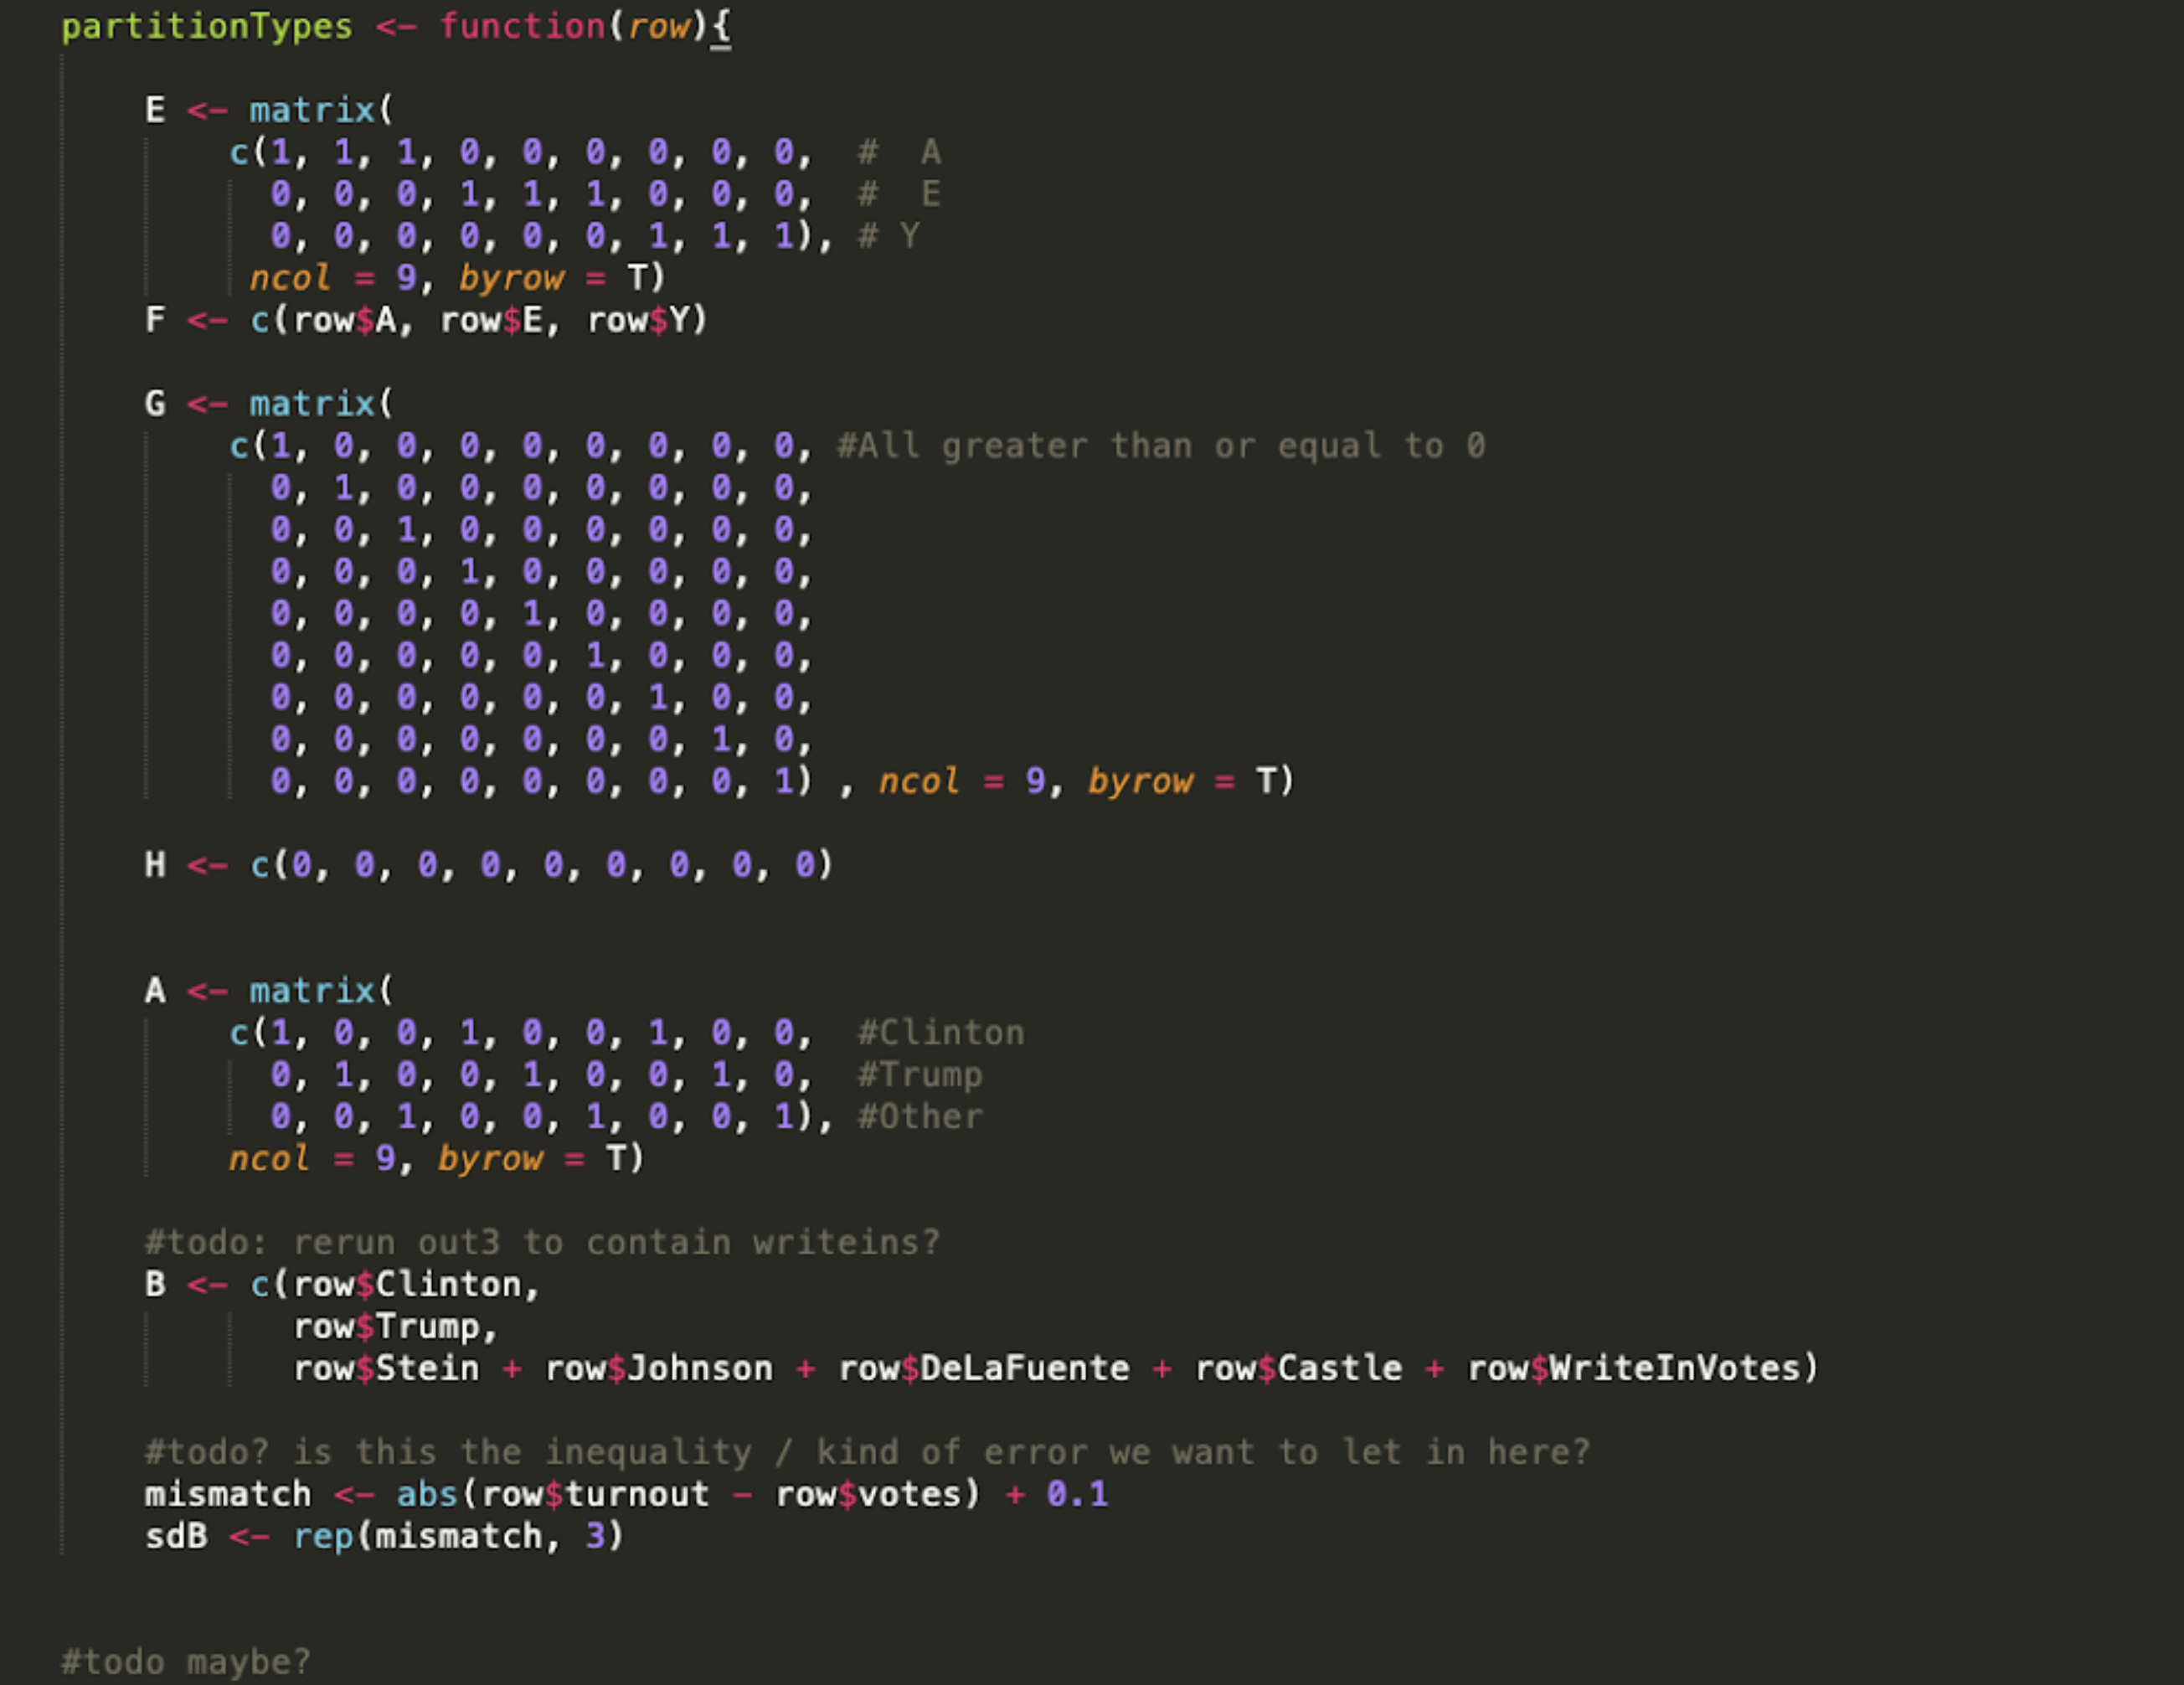 partitionTypes <- function(row){
E <- matrix(
c(1, 1, 1, 0, 0, 0, 0, 0, 0,  #  A
0, 0, 0, 1, 1, 1, 0, 0, 0,  #  E
0, 0, 0, 0, 0, 0, 1, 1, 1), # Y
ncol = 9, byrow = T)
F <- c(row$A, row$E, row$Y)
G <- matrix(
c(1, 0, 0, 0, 0, 0, 0, 0, 0, #All greater than or equal to 0
0, 1, 0, 0, 0, 0, 0, 0, 0,
0, 0, 1, 0, 0, 0, 0, 0, 0,
0, 0, 0, 1, 0, 0, 0, 0, 0,
0, 0, 0, 0, 1, 0, 0, 0, 0,
0, 0, 0, 0, 0, 1, 0, 0, 0,
0, 0, 0, 0, 0, 0, 1, 0, 0,
0, 0, 0, 0, 0, 0, 0, 1, 0,
0, 0, 0, 0, 0, 0, 0, 0, 1) , ncol = 9, byrow = T)
H <- c(0, 0, 0, 0, 0, 0, 0, 0, 0)
A <- matrix(
c(1, 0, 0, 1, 0, 0, 1, 0, 0,  #Clinton
0, 1, 0, 0, 1, 0, 0, 1, 0,  #Trump
0, 0, 1, 0, 0, 1, 0, 0, 1), #Other
ncol = 9, byrow = T)
#todo: rerun out3 to contain writeins?
B <- c(row$Clinton,
row$Trump,
row$Stein + row$Johnson + row$DeLaFuente + row$Castle + row$WriteInVotes)
#todo? is this the inequality / kind of error we want to let in here?
mismatch <- abs(row$turnout - row$votes) + 0.1
sdB <- rep(mismatch, 3)
#todo maybe?